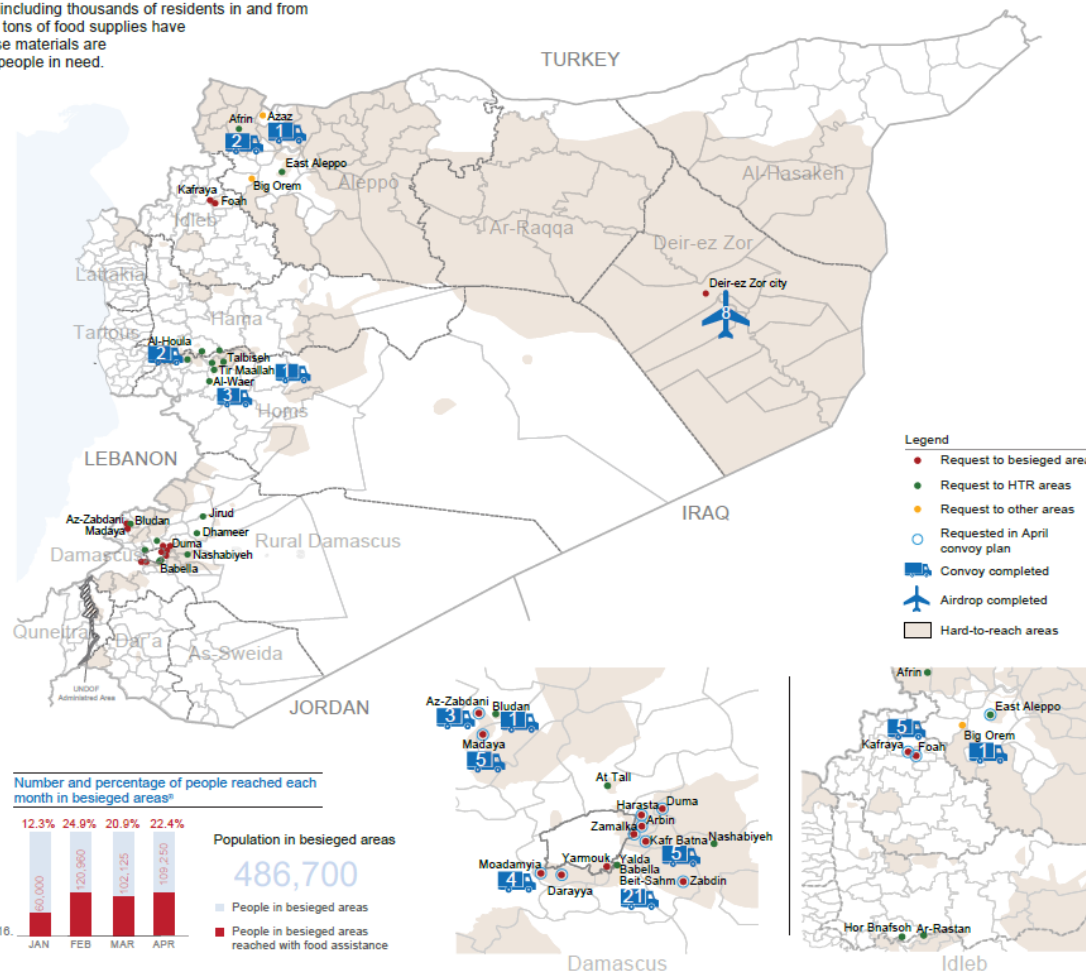 including thousands of residents in and from
tons of food supplies have
se materials are
people in need.
TURKEY
Afrin
Azaz
2
1
East Aleppo
Big Orem
Aleppo
Kafraya
Foah
Idleb
Al-Hasakeh
Ar-Raqqa
Deir-ez Zor
Deir-ez Zor city
8
Lattakia
Tartous
Hama
Al-Houla
2
Talbiseh
Tir Maallah
1
Al-Waer
3
Homs
LEBANON
IRAQ
Az-Zabdani
Bludan
Madaya
Jirud
Dhameer
Duma
Nashabiyeh
Babella
Damascus
Rural Damascus
Quneitra
Dar'a
As-Sweida
UNDOF
Administred Area
JORDAN
Legend
Request to besieged area
Request to HTR areas
Request to other areas
Requested in April
convoy plan
Convoy completed
Airdrop completed
Hard-to-reach areas
Number and percentage of people reached each
month in besieged areas
12.3% 24.9% 20.9% 22.4%
60,000
120,960
102,125
109,250
16.
JAN FEB MAR APR
Population in besieged areas
486,700
People in besieged areas
People in besieged areas
reached with food assistance
Az-Zabdani
Bludan
3
1
Madaya
5
At Tall
Harasta
Duma
Arbin
Zamalka
Kafr Batna
Nashabiyeh
5
Yarmouk
Yalda
Babella
Beit-Sahm
Zabdin
21
Moadamyia
4
Darayya
Damascus
Afrin
East Aleppo
5
Big Orem
Kafraya
Foah
1
Hor Bnafsoh
Ar-Rastan
Idleb